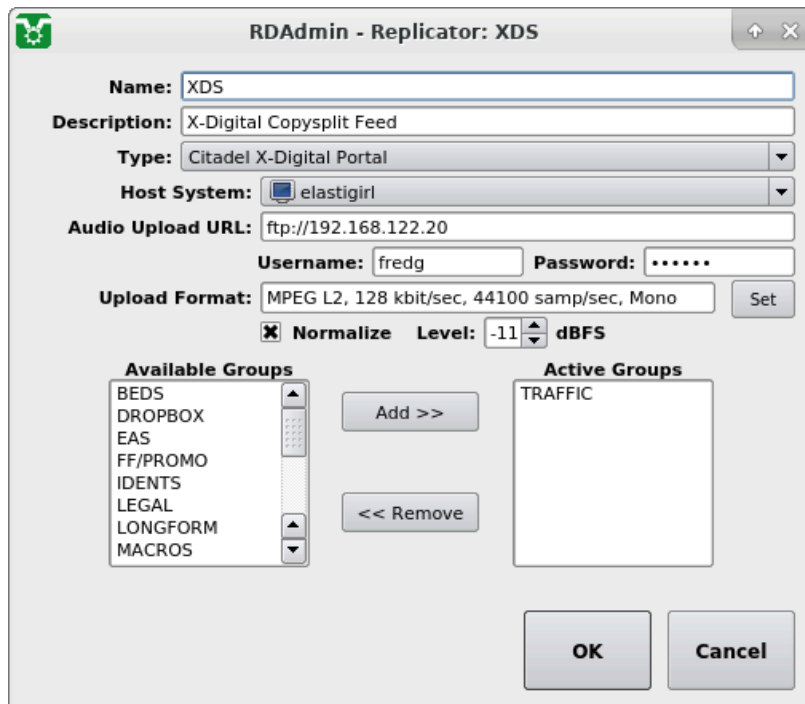 RDAdmin - Replicator: XDS
Name: XDS
Description: X-Digital Copysplit Feed
Type: Citadel X-Digital Portal
Host System: elastigirl
Audio Upload URL: ftp://192.168.122.20
Username: fredg Password: ••••••
Upload Format: MPEG L2, 128 kbit/sec, 44100 samp/sec, Mono Set
Normalize Level: -11 dBFS
Available Groups Active Groups
BEDS TRAFFIC
DROPBOX Add >>
EAS
FF/PROMO
IDENTS
LEGAL << Remove
LONGFORM
MACROS
OK Cancel